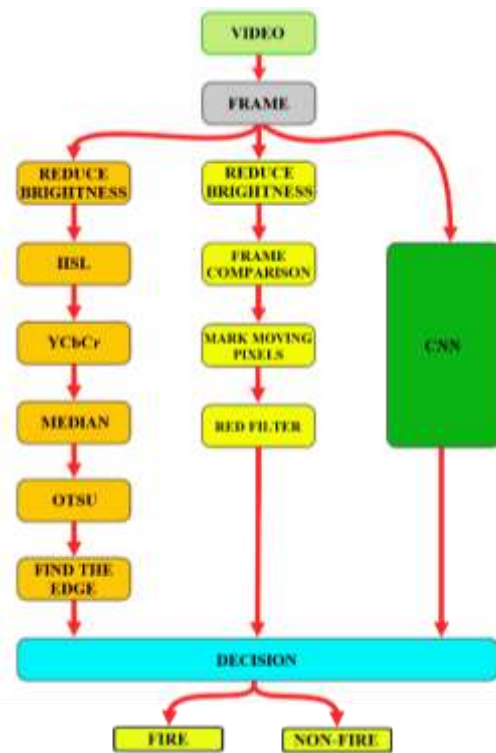 VIDEO
FRAME
REDUCE
BRIGHTNESS
HSL
YCbCr
MEDIAN
OTSU
FIND THE
EDGE
REDUCE
BRIGHTNESS
FRAME
COMPARISON
MARK MOVING
PIXELS
RED FILTER
CNN
DECISION
FIRE
NON-FIRE